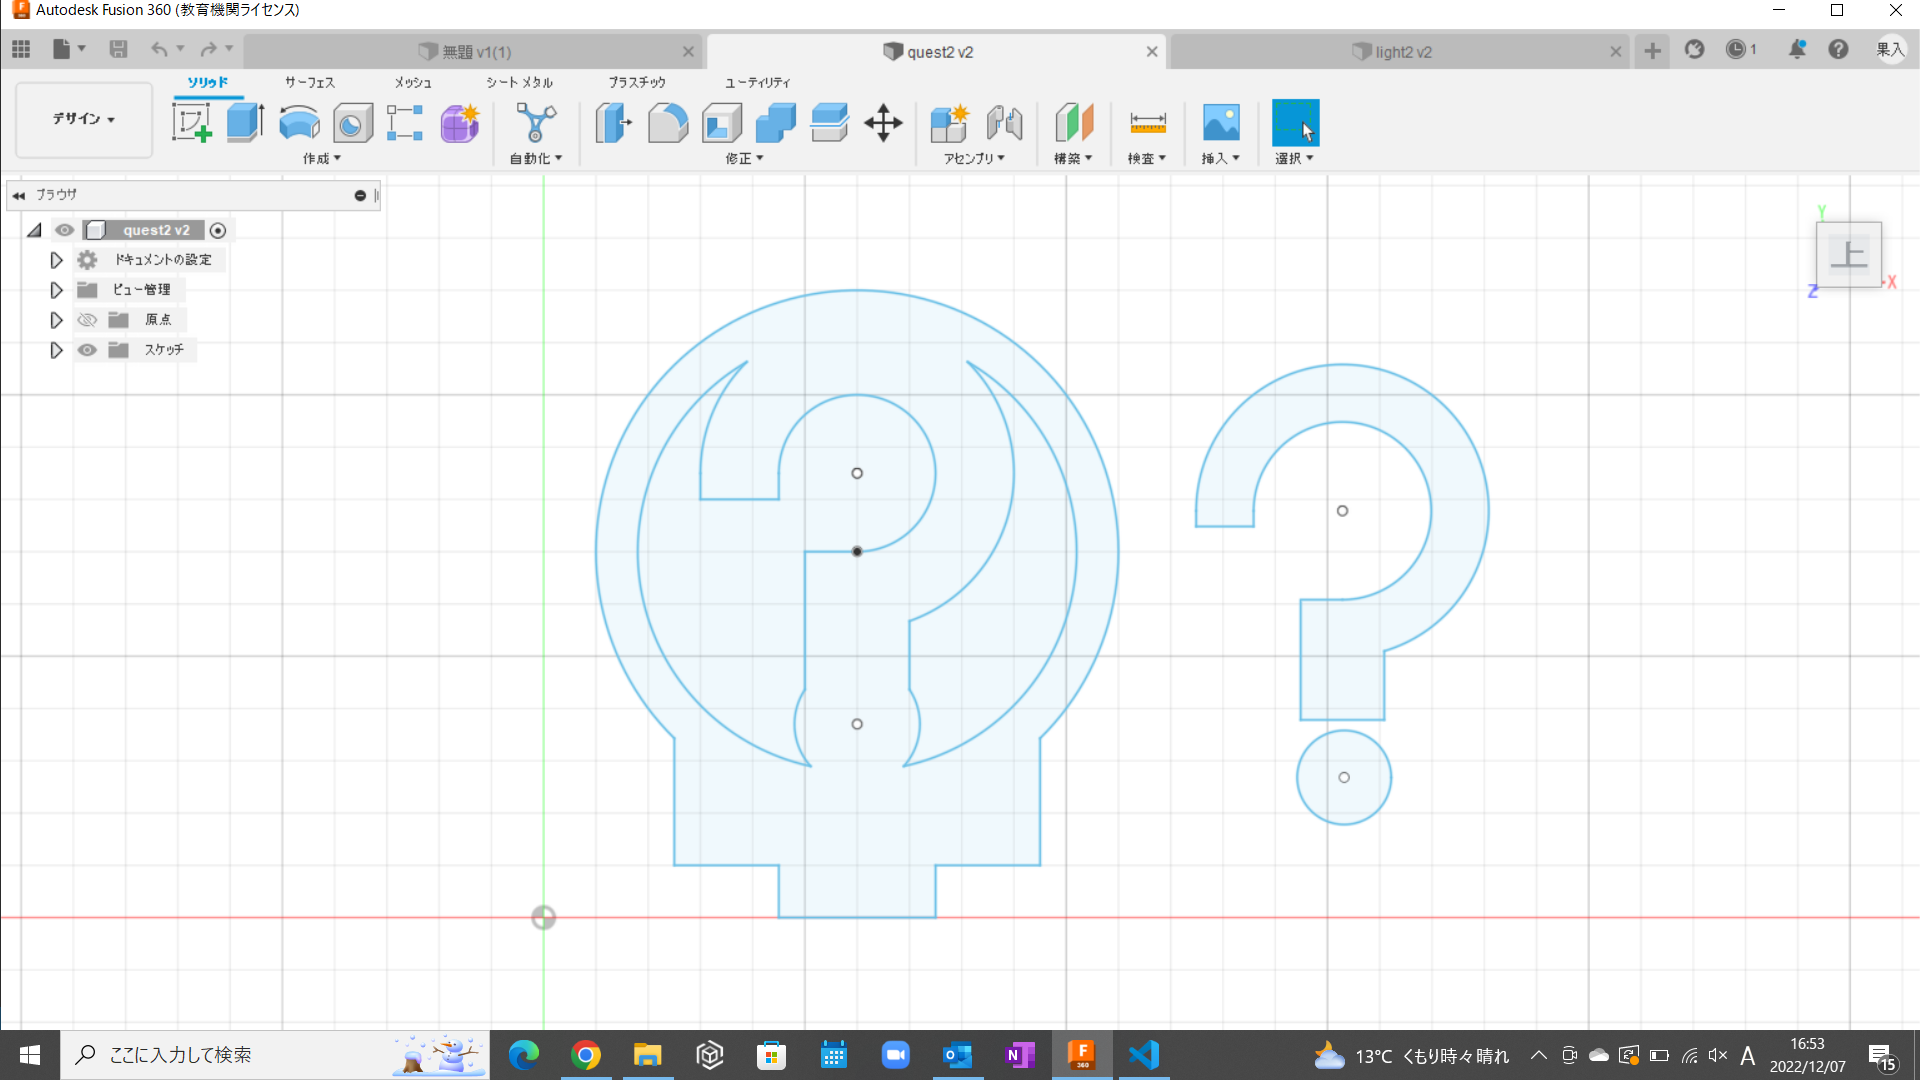 Autodesk Fusion 360 (教育機関ライセンス)
無題 v1(1)
quest2 v2
light2 v2
1
果入
デザイン
ソリッド
サーフェス
メッシュ
シート メタル
プラスチック
ユーティリティ
作成
自動化
修正
アセンブリ
構築
検査
挿入
選択
ブラウザ
quest2 v2
ドキュメントの設定
ビュー管理
原点
スケッチ
Y
上
X
Z
ここに入力して検索
F
360
13°C くもり時々晴れ
A
16:53
2022/12/07
15